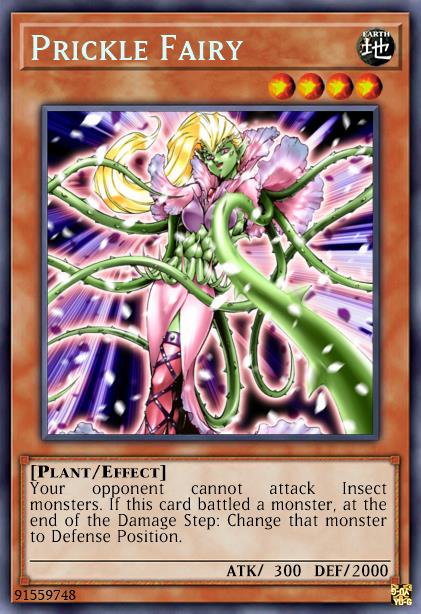 PRICKLE FAIRY
EARTH
地
[PLANT/EFFECT]
Your opponent cannot attack Insect
monsters. If this card battled a monster, at the
end of the Damage Step: Change that monster
to Defense Position.
ATK/ 300 DEF/2000
91559748